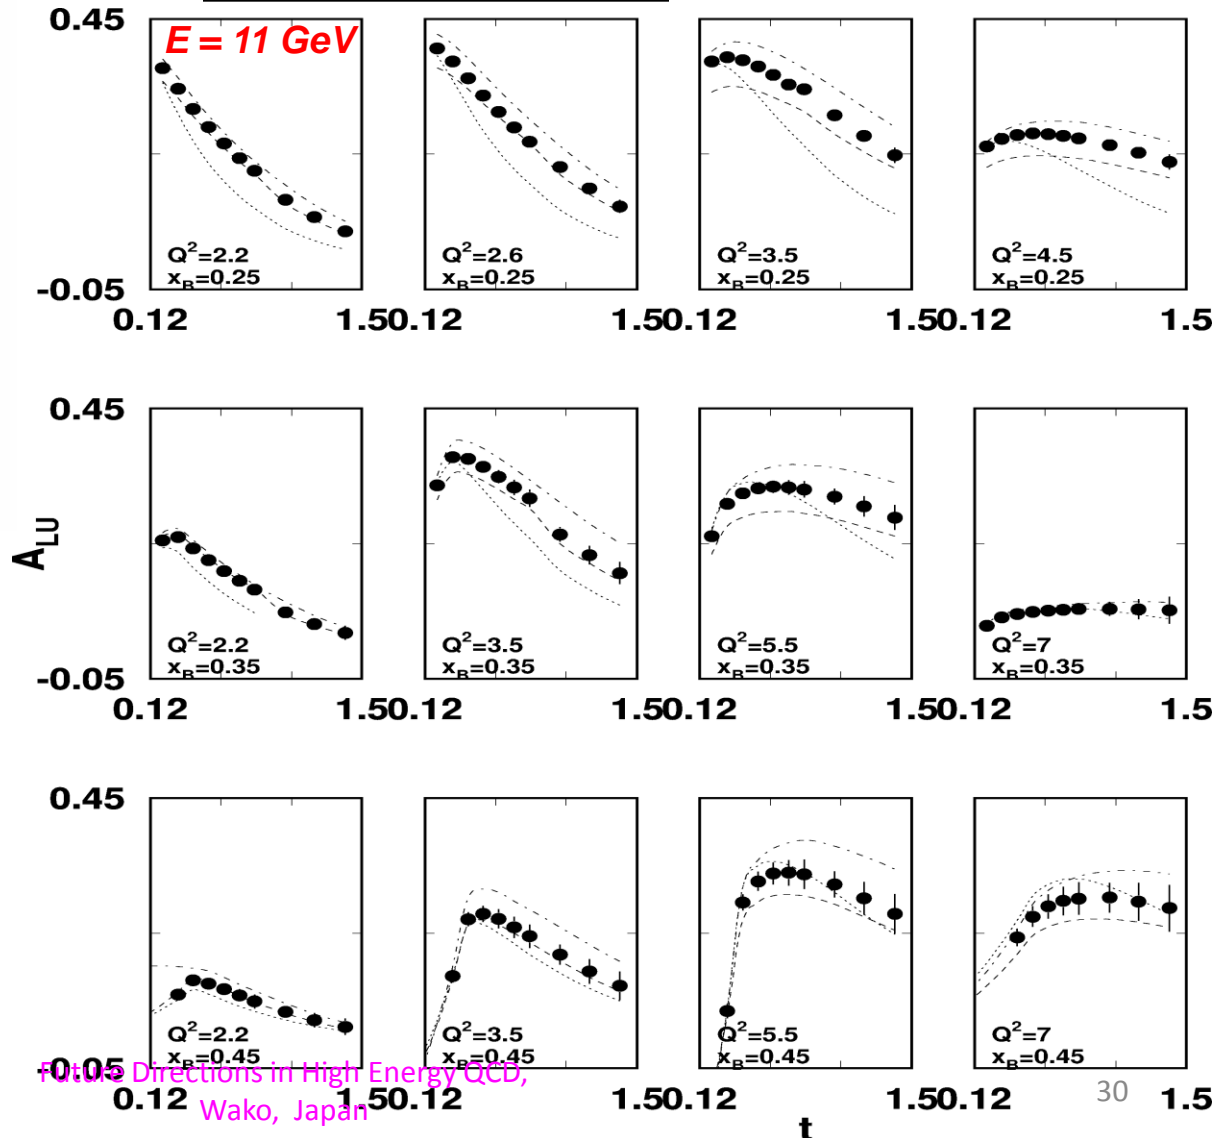 0.45
E = 11 GeV
Q²=2.2
x_B=0.25
Q²=2.6
x_B=0.25
Q²=3.5
x_B=0.25
Q²=4.5
x_B=0.25
-0.05
0.12 1.50.12 1.50.12 1.50.12 1.5
0.45
A_LU
Q²=2.2
x_B=0.35
Q²=3.5
x_B=0.35
Q²=5.5
x_B=0.35
Q²=7
x_B=0.35
-0.05
0.12 1.50.12 1.50.12 1.50.12 1.5
0.45
Q²=2.2
x_B=0.45
Q²=3.5
x_B=0.45
Q²=5.5
x_B=0.45
Q²=7
x_B=0.45
-0.05
Future Directions in High Energy QCD,
Wako, Japan
0.12 1.50.12 1.50.12 1.50.12 1.5
30
t